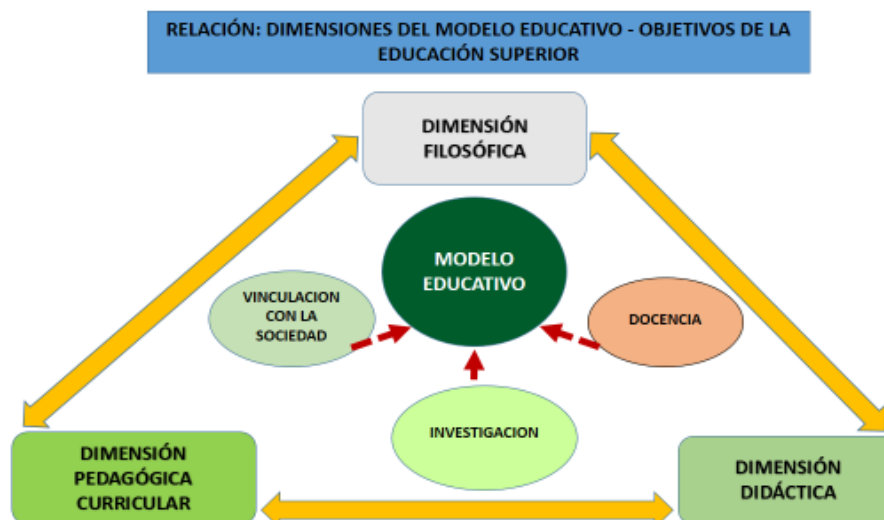 RELACIÓN: DIMENSIONES DEL MODELO EDUCATIVO - OBJETIVOS DE LA
EDUCACIÓN SUPERIOR
DIMENSIÓN
FILOSÓFICA
MODELO
EDUCATIVO
VINCULACION
CON LA
SOCIEDAD
DOCENCIA
INVESTIGACION
DIMENSIÓN
PEDAGÓGICA
CURRICULAR
DIMENSIÓN
DIDÁCTICA